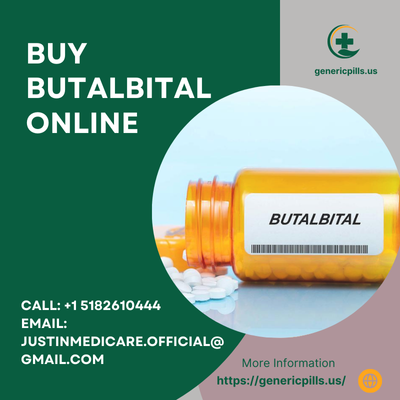 BUY
BUTALBITAL
ONLINE
genericpills.us
BUTALBITAL
CALL: +1 5182610444
EMAIL:
JUSTINMEDICARE.OFFICIAL@
GMAIL.COM
More Information
https://genericpills.us/